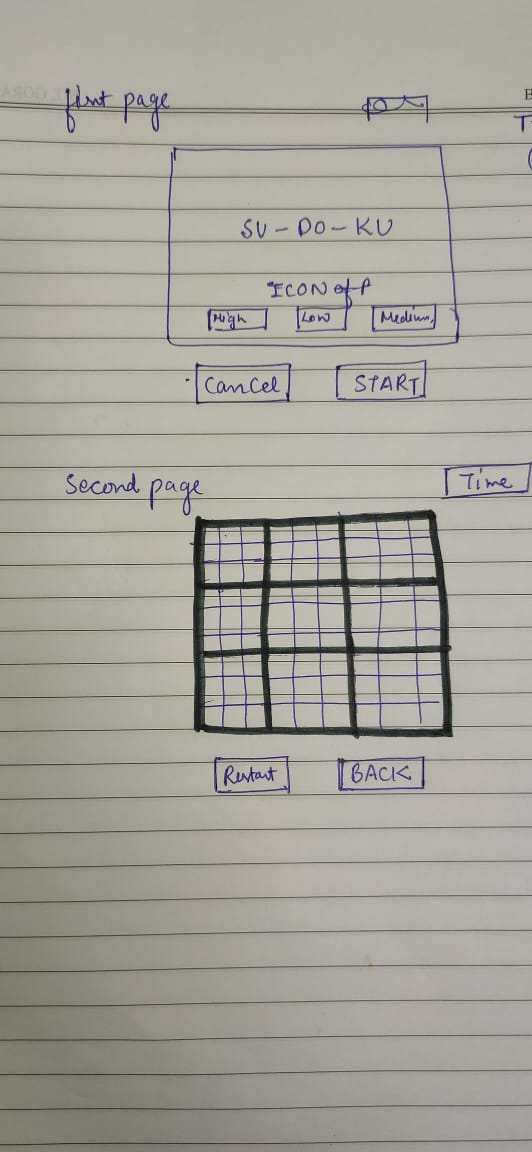 first page
SU-DO-KU
"ICON of P
High Low Medium
Cancel START
Second page Time
Restart BACK